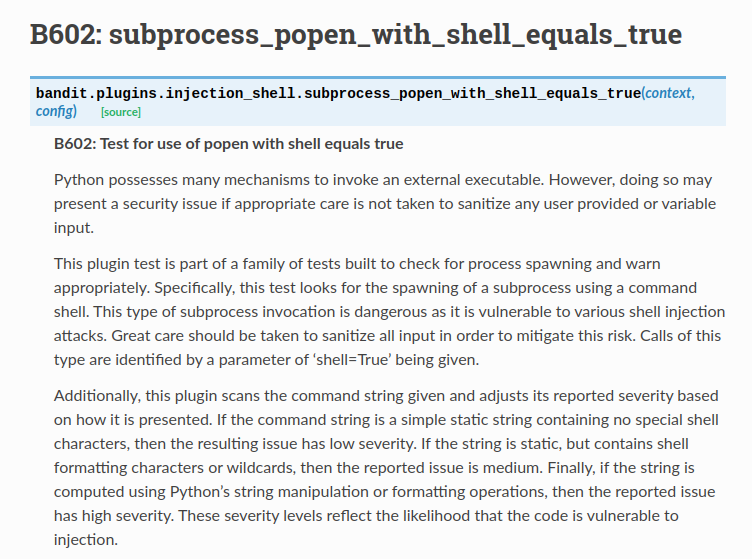 B602: subprocess_popen_with_shell_equals_true
bandit.plugins.injection_shell.subprocess_popen_with_shell_equals_true(context,
config) [source]
B602: Test for use of popen with shell equals true
Python possesses many mechanisms to invoke an external executable. However, doing so may
present a security issue if appropriate care is not taken to sanitize any user provided or variable
input.
This plugin test is part of a family of tests built to check for process spawning and warn
appropriately. Specifically, this test looks for the spawning of a subprocess using a command
shell. This type of subprocess invocation is dangerous as it is vulnerable to various shell injection
attacks. Great care should be taken to sanitize all input in order to mitigate this risk. Calls of this
type are identified by a parameter of ‘shell=True’ being given.
Additionally, this plugin scans the command string given and adjusts its reported severity based
on how it is presented. If the command string is a simple static string containing no special shell
characters, then the resulting issue has low severity. If the string is static, but contains shell
formatting characters or wildcards, then the reported issue is medium. Finally, if the string is
computed using Python’s string manipulation or formatting operations, then the reported issue
has high severity. These severity levels reflect the likelihood that the code is vulnerable to
injection.